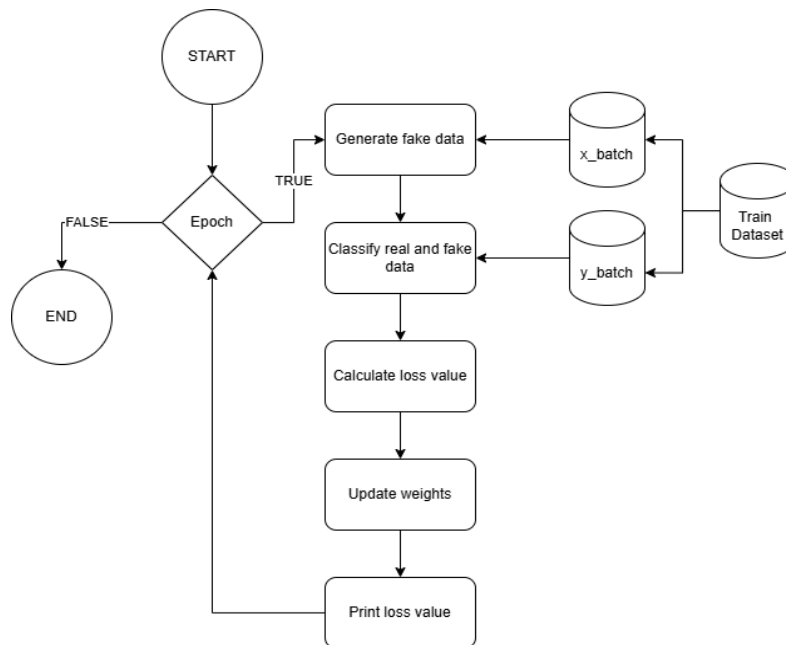 START
Generate fake data
x_batch
TRUE
FALSE
Epoch
Train
Dataset
Classify real and fake
data
y_batch
END
Calculate loss value
Update weights
Print loss value